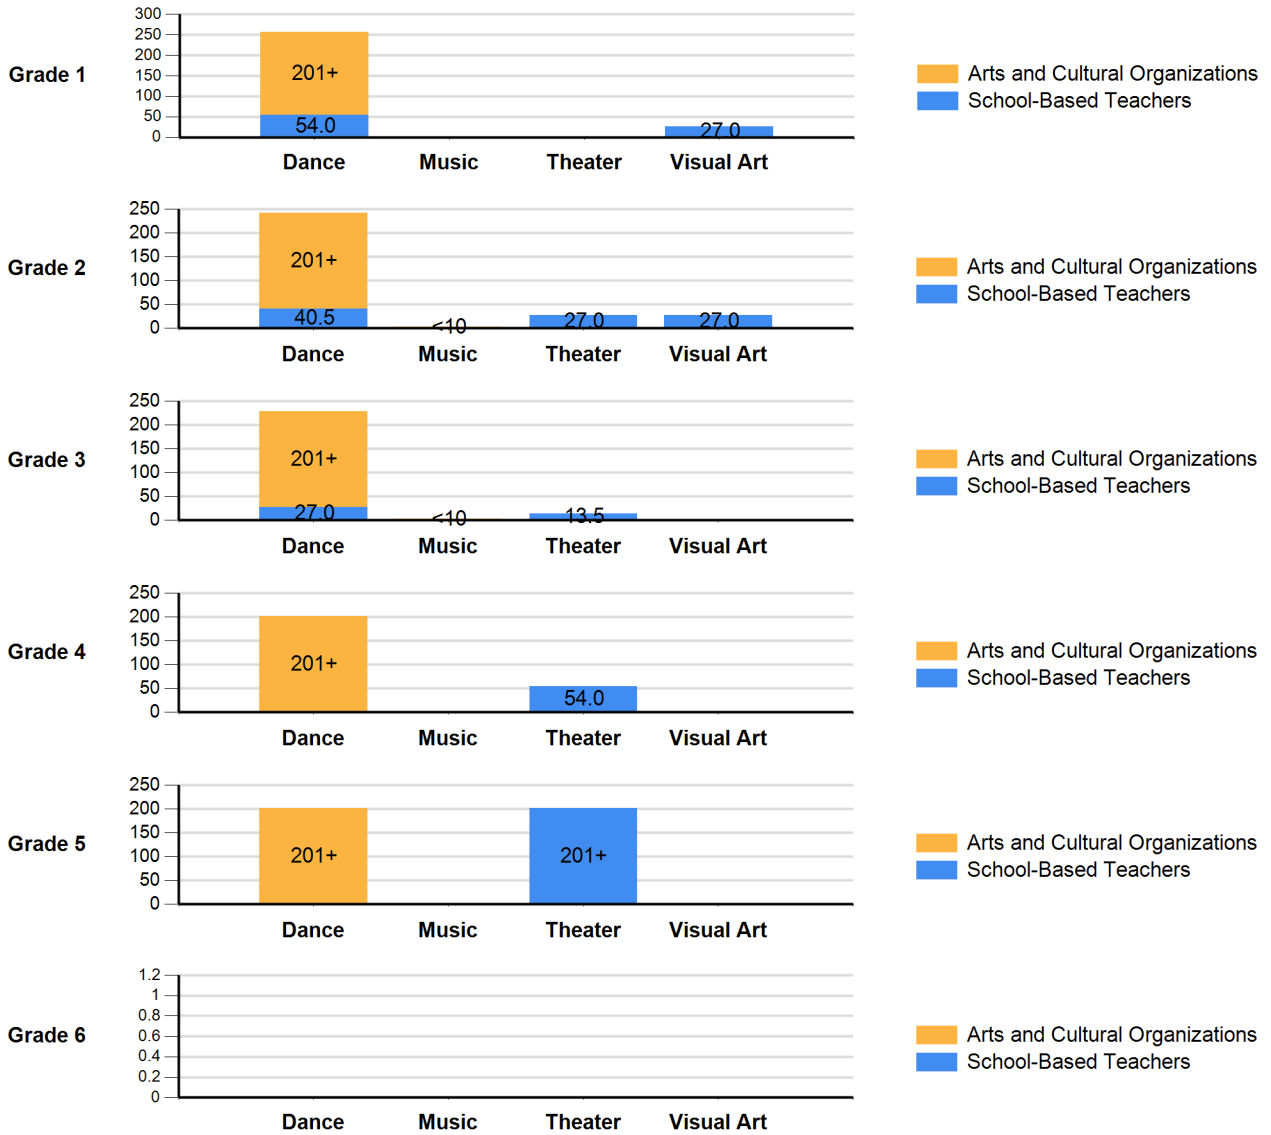 300
250
200
150
100
50
0
Grade 1
201+
54.0
27.0
Dance Music Theater Visual Art
Arts and Cultural Organizations
School-Based Teachers
250
200
150
100
50
0
Grade 2
201+
40.5
<10
27.0
27.0
Dance Music Theater Visual Art
Arts and Cultural Organizations
School-Based Teachers
250
200
150
100
50
0
Grade 3
201+
27.0
<10
13.5
Dance Music Theater Visual Art
Arts and Cultural Organizations
School-Based Teachers
250
200
150
100
50
0
Grade 4
201+
54.0
Dance Music Theater Visual Art
Arts and Cultural Organizations
School-Based Teachers
250
200
150
100
50
0
Grade 5
201+
201+
Dance Music Theater Visual Art
Arts and Cultural Organizations
School-Based Teachers
1.2
1
0.8
0.6
0.4
0.2
0
Grade 6
Dance Music Theater Visual Art
Arts and Cultural Organizations
School-Based Teachers